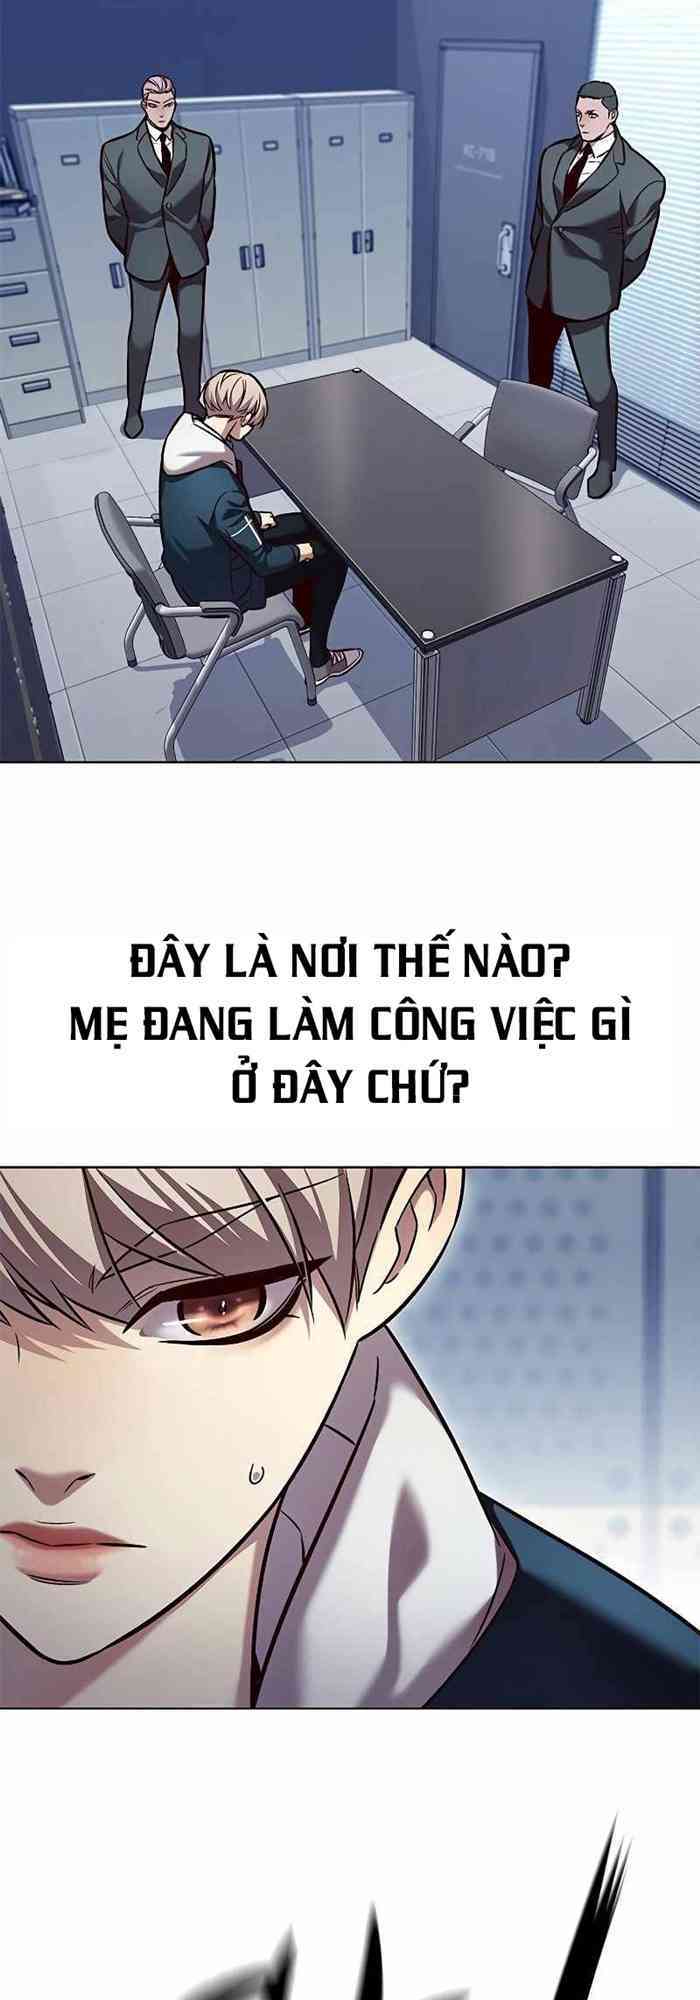 ĐÂY LÀ NƠI THẾ NÀO?
MẸ ĐANG LÀM CÔNG VIỆC GÌ
Ở ĐÂY CHỨ?